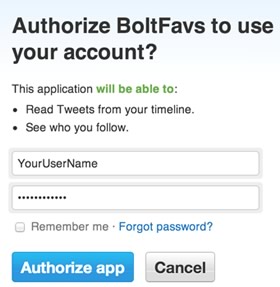 Authorize BoltFavs to use
your account?
This application will be able to:
• Read Tweets from your timeline.
• See who you follow.
YourUserName
••••••••••••
Remember me · Forgot password?
Authorize app
Cancel